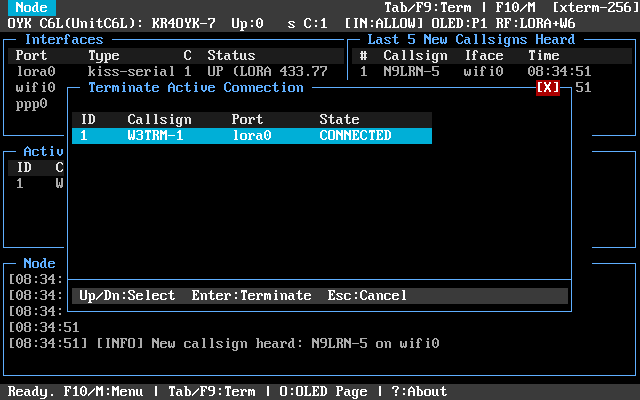 Node Tab/F9:Term | F10/M [xterm-256]
OYK C6L(UnitC6L): KR4OYK-7 Up:0 s C:1 [IN:ALLOW] OLED:P1 RF:LORA+W6
Interfaces Last 5 New Callsigns Heard
Port Type C Status # Callsign Iface Time
lora0 kiss-serial 1 UP (LORA 433.77 1 N9LRN-5 wifi0 08:34:51
wifi0 Terminate Active Connection [X] 51
ppp0
ID Callsign Port State
1 W3TRM-1 lora0 CONNECTED
Activ
ID C
1 W
Node
[08:34:
[08:34: Up/Dn:Select Enter:Terminate Esc:Cancel
[08:34:
[08:34:51
[08:34:51] [INFO] New callsign heard: N9LRN-5 on wifi0
Ready. F10/M:Menu | Tab/F9:Term | O:OLED Page | ?:About